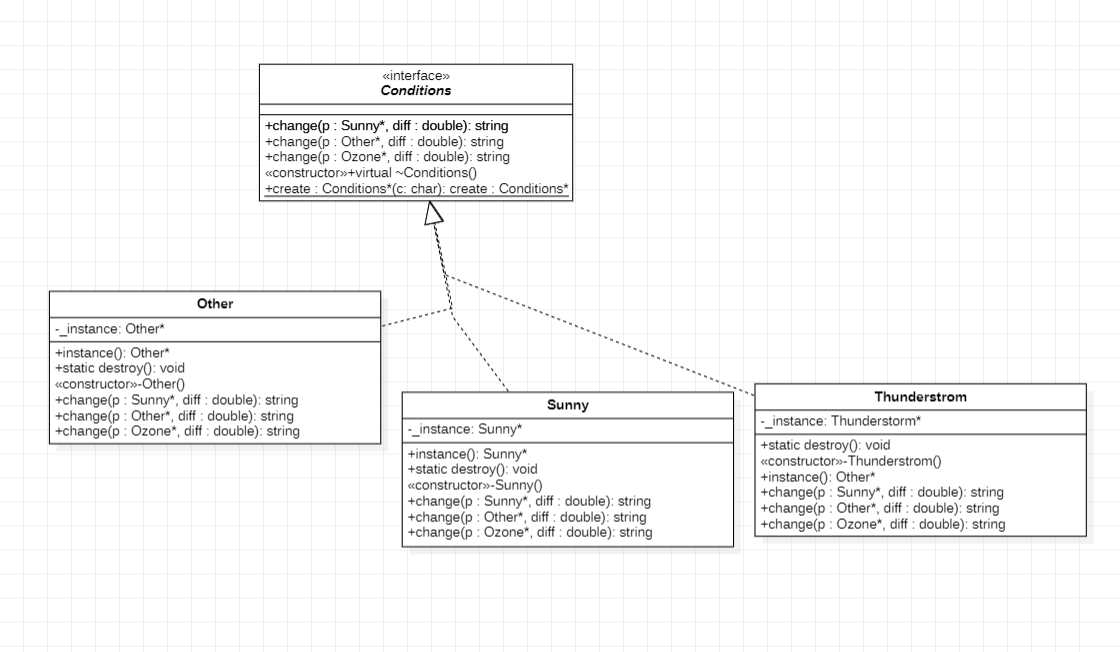 «interface»
Conditions
+change(p : Sunny*, diff : double): string
+change(p : Other*, diff : double): string
+change(p : Ozone*, diff : double): string
«constructor»+virtual ~Conditions()
+create : Conditions*(c: char): create : Conditions*
Other
-_instance: Other*
+instance(): Other*
+static destroy(): void
«constructor»-Other()
+change(p : Sunny*, diff : double): string
+change(p : Other*, diff : double): string
+change(p : Ozone*, diff : double): string
Sunny
-_instance: Sunny*
+instance(): Sunny*
+static destroy(): void
«constructor»-Sunny()
+change(p : Sunny*, diff : double): string
+change(p : Other*, diff : double): string
+change(p : Ozone*, diff : double): string
Thunderstrom
-_instance: Thunderstorm*
+static destroy(): void
«constructor»-Thunderstrom()
+instance(): Other*
+change(p : Sunny*, diff : double): string
+change(p : Other*, diff : double): string
+change(p : Ozone*, diff : double): string